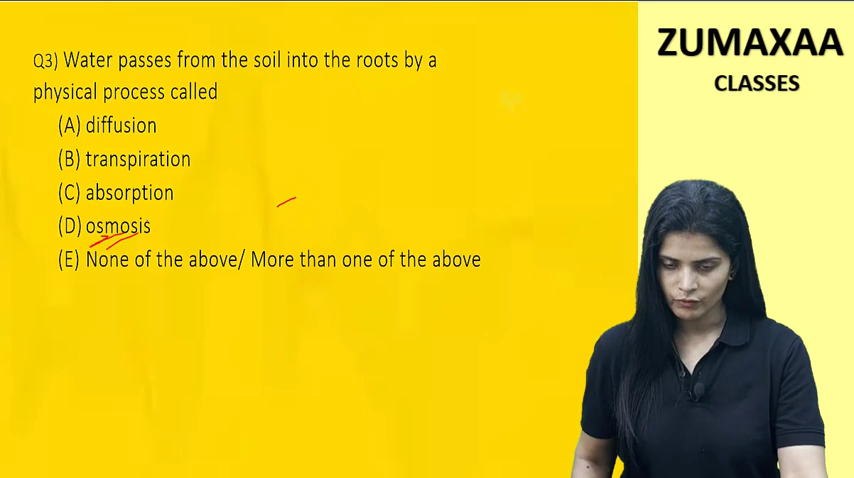 ZUMAXAA
CLASSES
Q3) Water passes from the soil into the roots by a
physical process called
(A) diffusion
(B) transpiration
(C) absorption
(D) osmosis
(E) None of the above/ More than one of the above